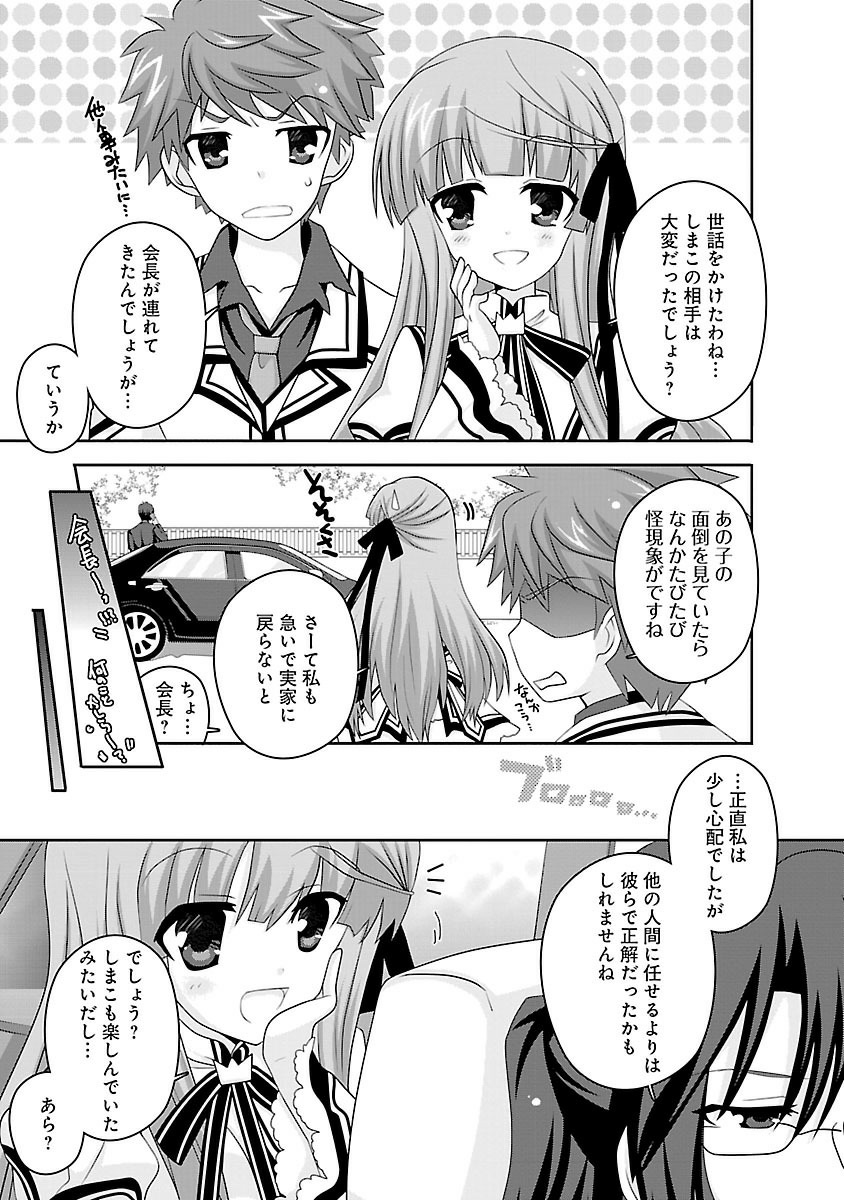 世話をかけたわね…
しまこの相手は
大変だったでしょう？
他人事みたいに…
会長が連れて
きたんでしょうが…
ていうか
あの子の
面倒を見ていたら
なんかたびたび
怪現象がですね
なんか
こう…
そそくさ
さーて私も
急いで実家に
戻らないと
ちょ…
会長？
会長ーっ!!?
ブロロロロ…
…正直私は
少し心配でしたが
他の人間に任せるよりは
彼らで正解だったかも
しれませんね
でしょう？
しまこも楽しんでいた
みたいだし…
あら？